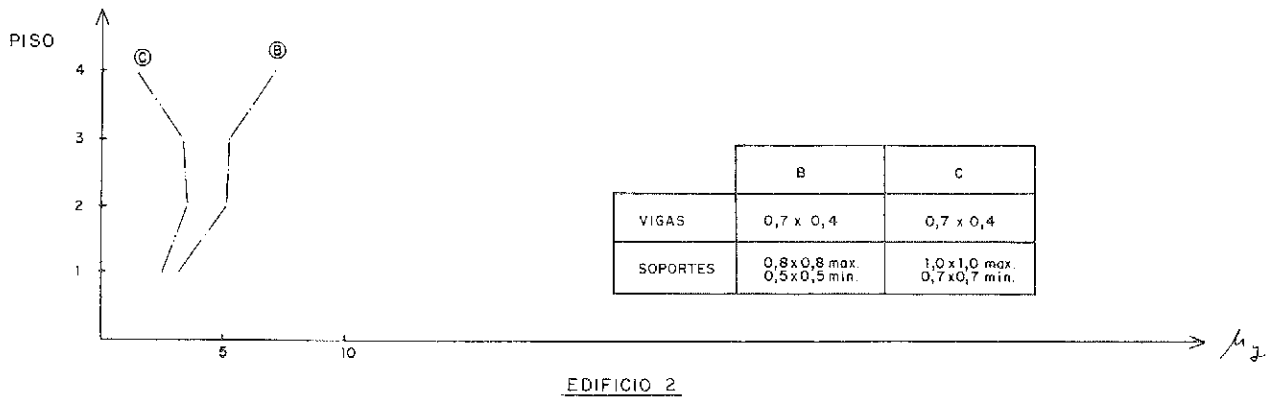 PISO
Ⓒ
Ⓑ
4
3
2
1
5
10
B
C
VIGAS
0,7 x 0,4
0,7 x 0,4
SOPORTES
0,8x0,8 max.
0,5x0,5 min.
1,0x1,0 max.
0,7x0,7 min.
EDIFICIO 2